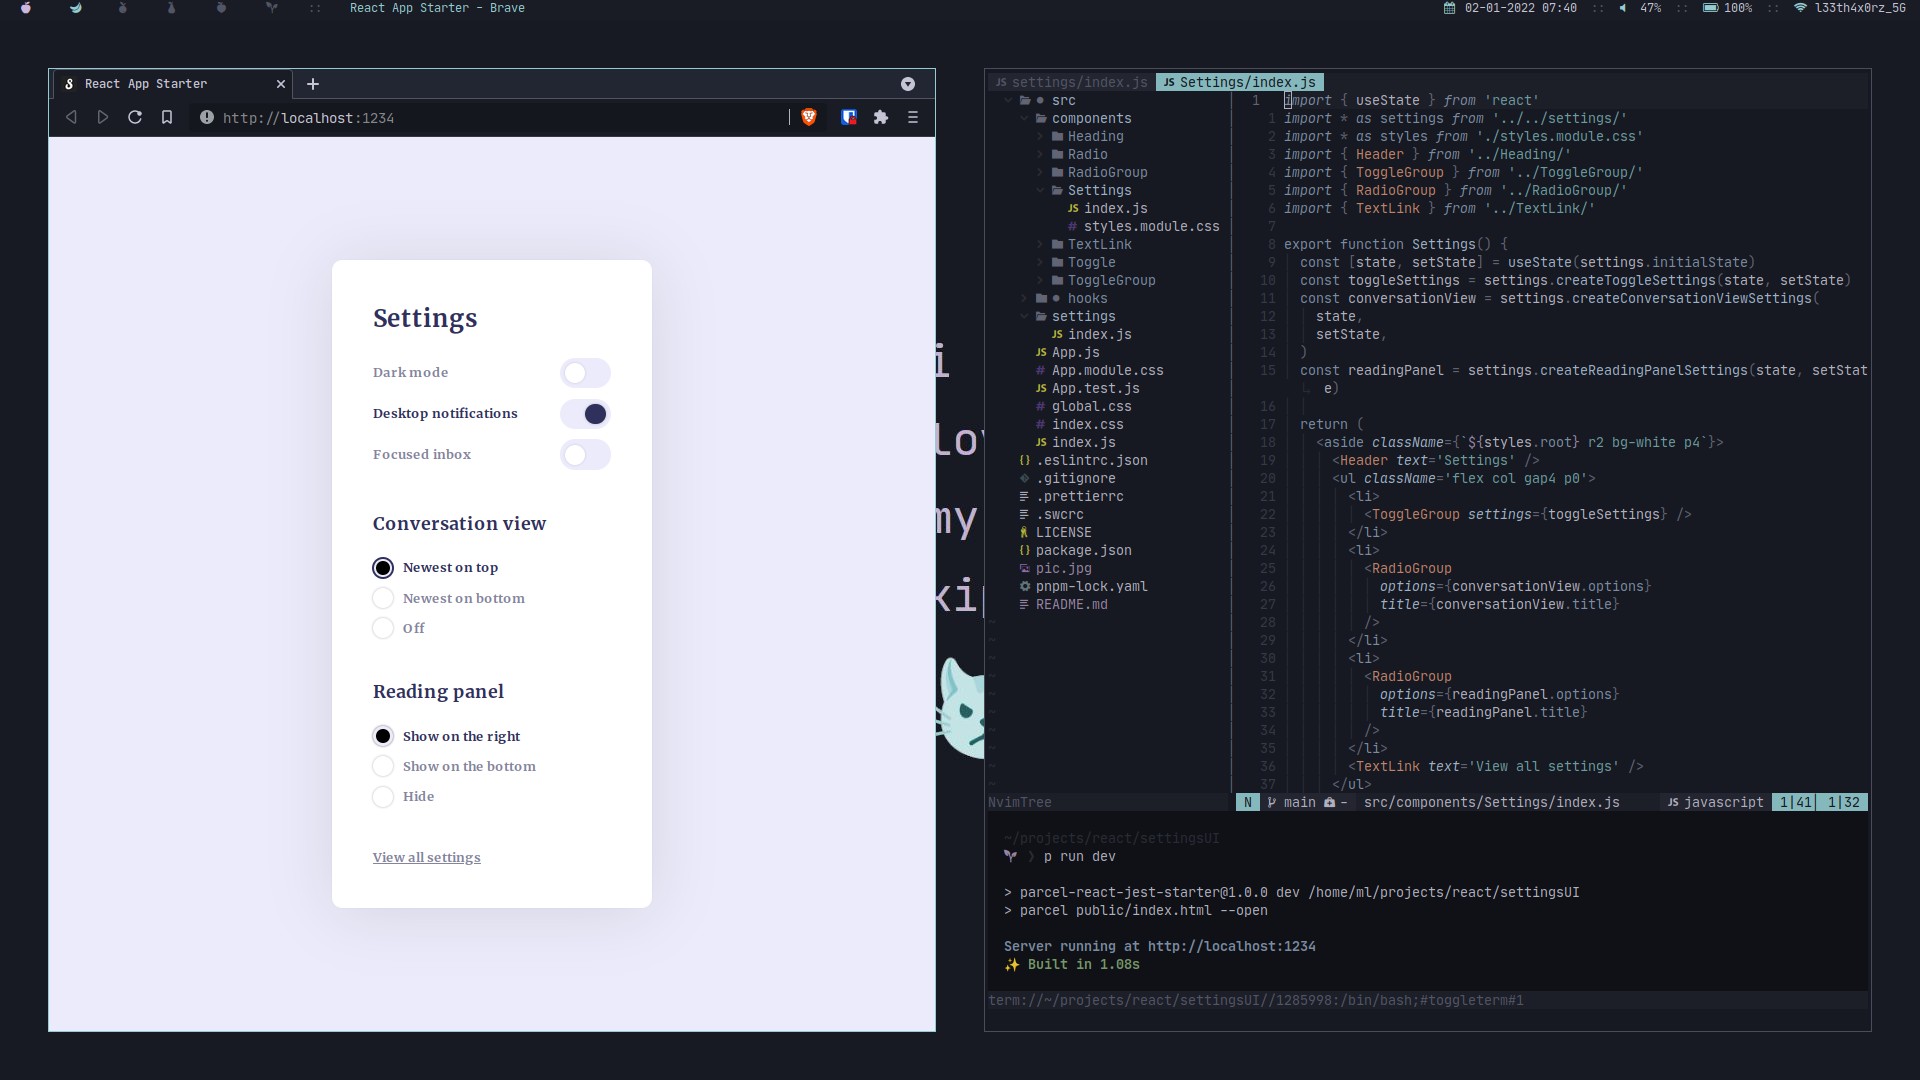 React App Starter - Brave
02-01-2022 07:40 :: 47% :: 100% :: l33th4x0rz_5G
React App Starter
http://localhost:1234
Settings
Dark mode
Desktop notifications
Focused inbox
Conversation view
Newest on top
Newest on bottom
Off
Reading panel
Show on the right
Show on the bottom
Hide
View all settings
i
lov
my
kip
JS settings/index.js JS Settings/index.js
src
components
Heading
Radio
RadioGroup
Settings
JS index.js
# styles.module.css
TextLink
Toggle
ToggleGroup
hooks
settings
JS index.js
JS App.js
# App.module.css
JS App.test.js
# global.css
# index.css
JS index.js
{} .eslintrc.json
.gitignore
.prettierrc
.swcrc
LICENSE
{} package.json
pic.jpg
pnpm-lock.yaml
README.md
NvimTree
1 import { useState } from 'react'
1 import * as settings from '../../settings/'
2 import * as styles from './styles.module.css'
3 import { Header } from '../Heading/'
4 import { ToggleGroup } from '../ToggleGroup/'
5 import { RadioGroup } from '../RadioGroup/'
6 import { TextLink } from '../TextLink/'
7
8 export function Settings() {
9 const [state, setState] = useState(settings.initialState)
10 const toggleSettings = settings.createToggleSettings(state, setState)
11 const conversationView = settings.createConversationViewSettings(
12 state,
13 setState,
14 )
15 const readingPanel = settings.createReadingPanelSettings(state, setStat
e)
16
17 return (
18 <aside className={`${styles.root} r2 bg-white p4`}>
19 <Header text='Settings' />
20 <ul className='flex col gap4 p0'>
21 <li>
22 <ToggleGroup settings={toggleSettings} />
23 </li>
24 <li>
25 <RadioGroup
26 options={conversationView.options}
27 title={conversationView.title}
28 />
29 </li>
30 <li>
31 <RadioGroup
32 options={readingPanel.options}
33 title={readingPanel.title}
34 />
35 </li>
36 <TextLink text='View all settings' />
37 </ul>
N main - src/components/Settings/index.js JS javascript 1|41| 1|32
~/projects/react/settingsUI
❯ p run dev
> parcel-react-jest-starter@1.0.0 dev /home/ml/projects/react/settingsUI
> parcel public/index.html --open
Server running at http://localhost:1234
✨ Built in 1.08s
term://~/projects/react/settingsUI//1285998:/bin/bash;#toggleterm#1